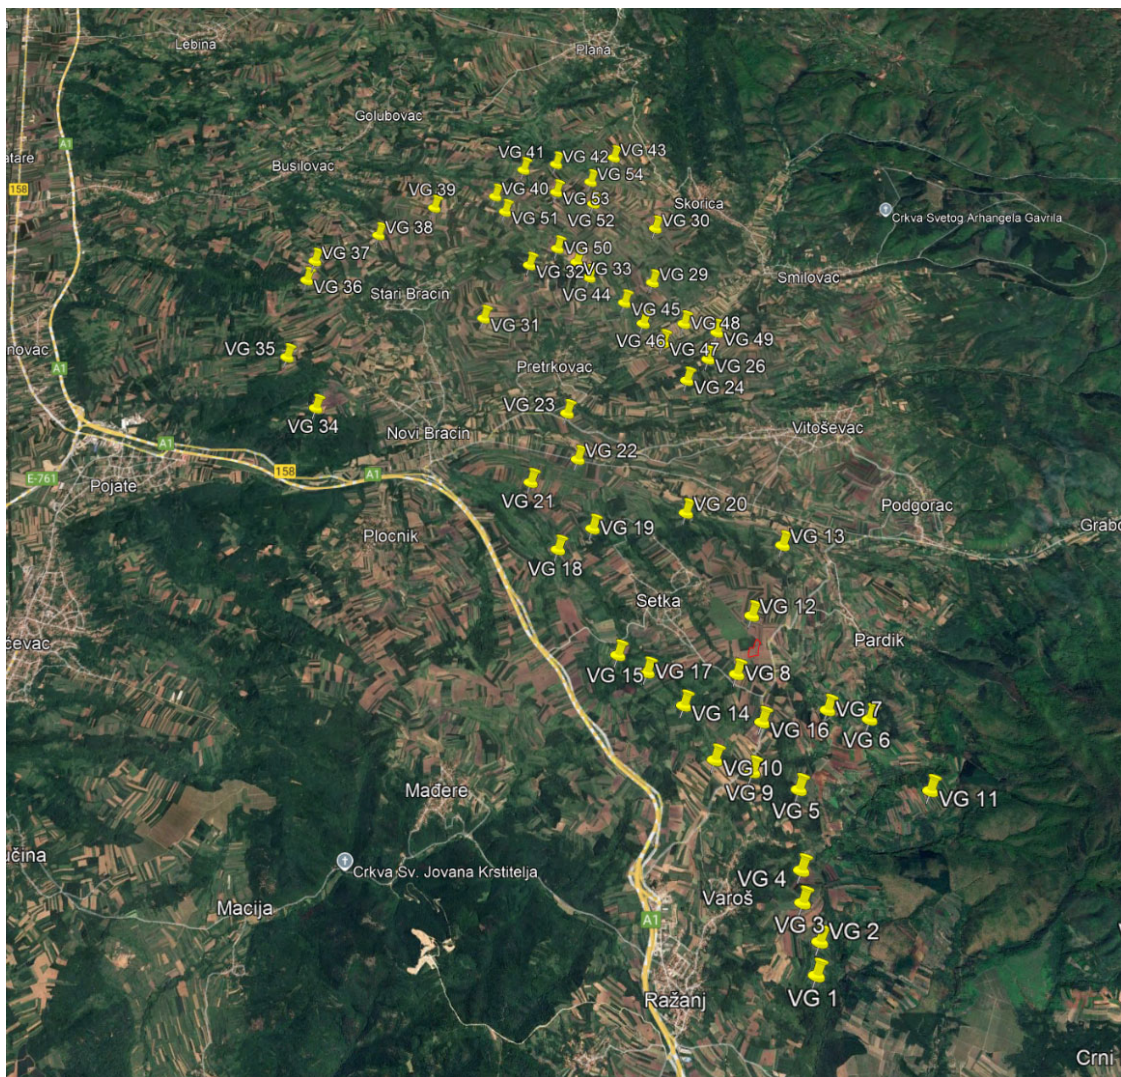 Lebina
Plana
A1
Golubovac
atare
Busilovac
VG 41
VG 42
VG 43
VG 54
158
VG 39
VG 40
VG 53
Skorica
VG 51
VG 52
VG 30
Crkva Svetog Arhangela Gavrila
VG 38
VG 37
VG 50
VG 36
VG 32
VG 33
VG 29
Smilovac
Stari Bracin
VG 44
VG 45
VG 31
VG 48
VG 46
VG 49
novac
VG 35
VG 47
A1
Pretrkovac
VG 26
VG 24
VG 23
VG 34
Novi Bracin
Vitoševac
A1
VG 22
E-761
158
A1
Pojate
VG 21
VG 20
Podgorac
Plocnik
VG 19
VG 13
Grabo
VG 18
Setka
VG 12
ćevac
Pardik
VG 15
VG 17
VG 8
VG 14
VG 7
VG 16
VG 6
VG 10
Madere
VG 9
VG 5
VG 11
učina
Crkva Sv. Jovana Krstitelja
VG 4
Varoš
Macija
A1
VG 3
VG 2
VG 1
Ražanj
Crni